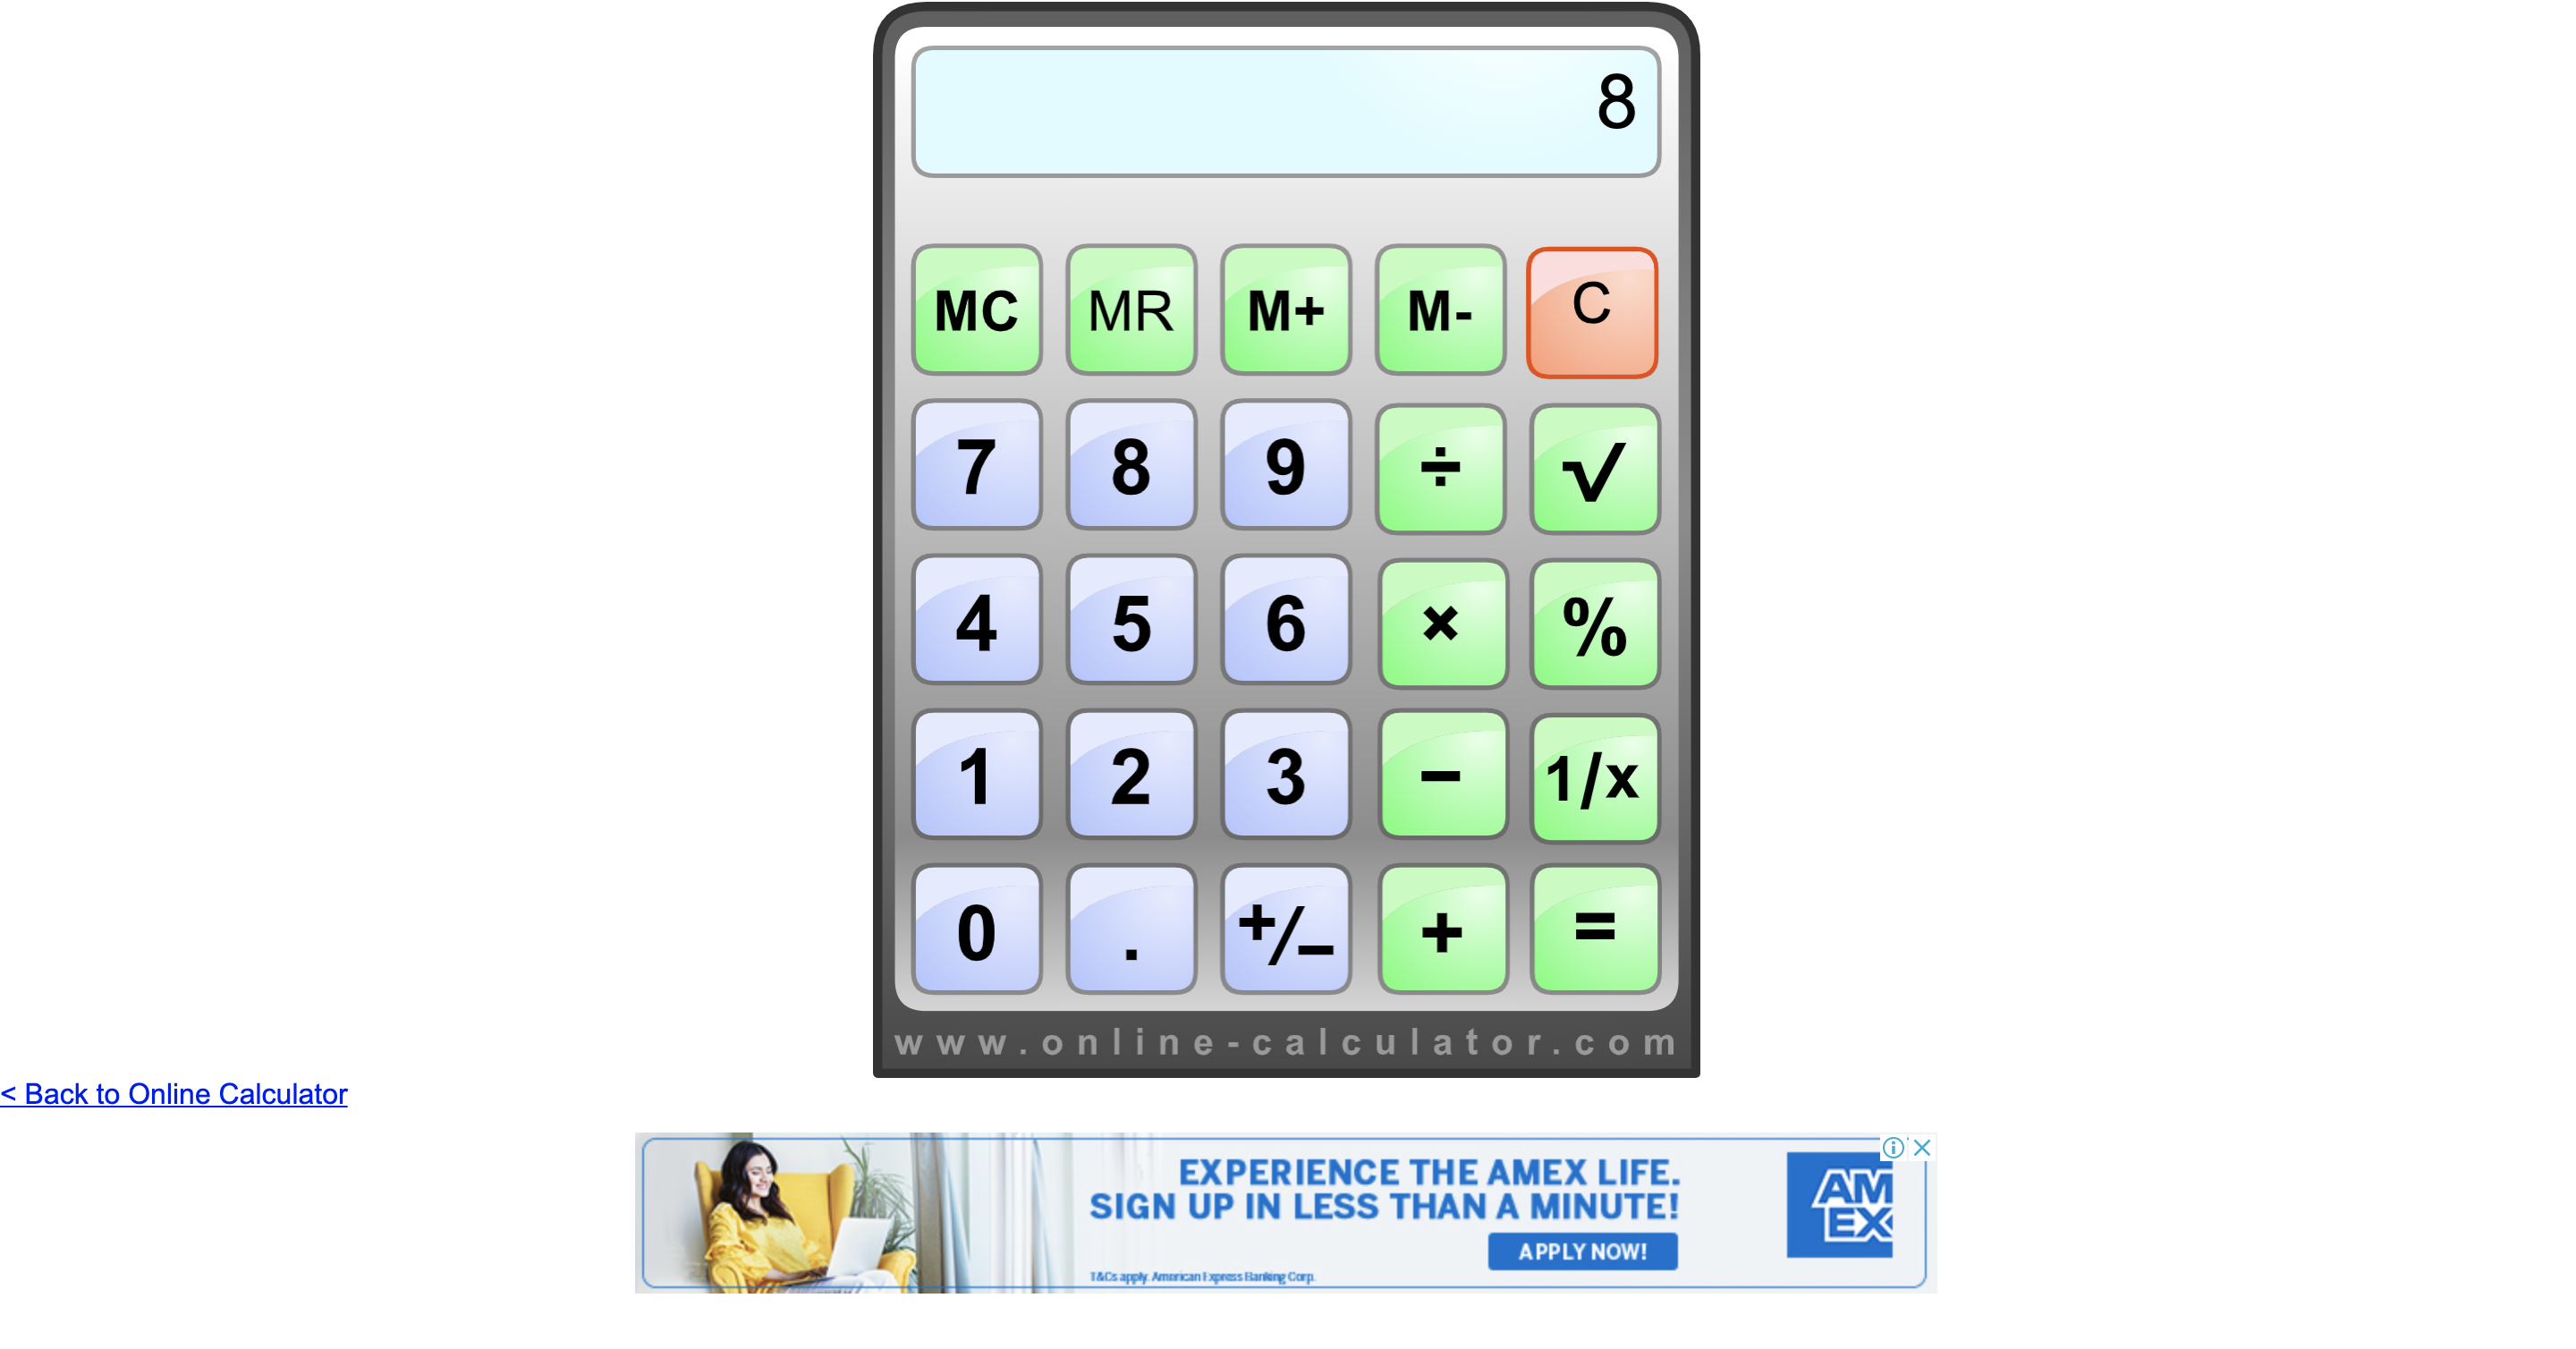 8
MC MR M+ M- C
7 8 9 ÷ √
4 5 6 × %
1 2 3 − 1/x
0 . +/− + =
www.online-calculator.com
< Back to Online Calculator
EXPERIENCE THE AMEX LIFE.
SIGN UP IN LESS THAN A MINUTE!
APPLY NOW!
T&Cs apply. American Express Banking Corp.
AM
EX